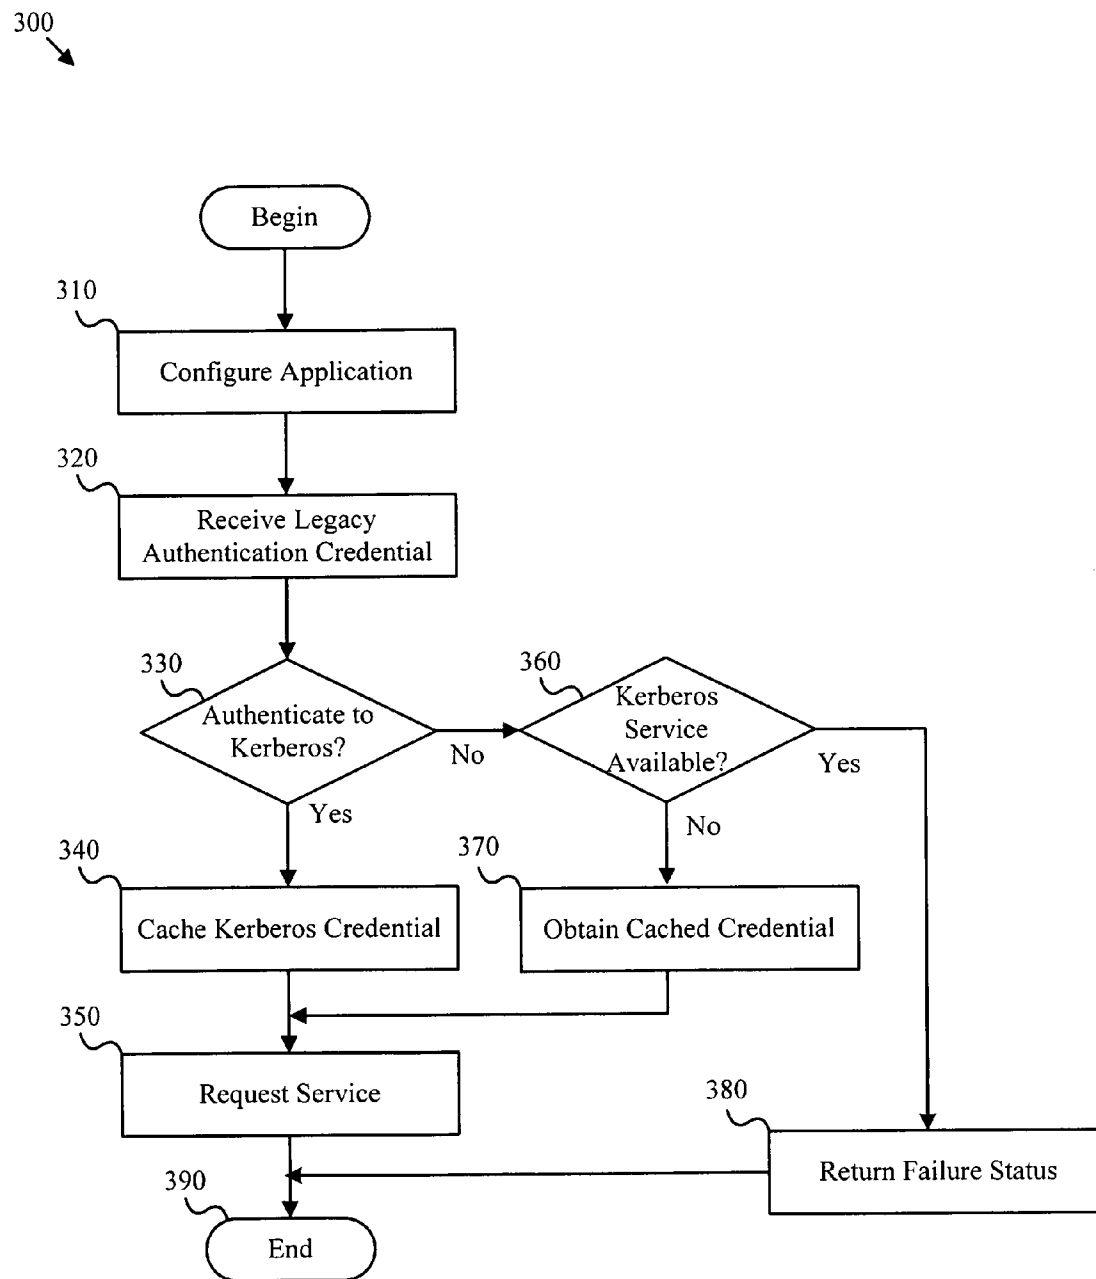 300
Begin
310
Configure Application
320
Receive Legacy
Authentication Credential
330
Authenticate to
Kerberos?
No
Yes
360
Kerberos
Service
Available?
Yes
No
340
Cache Kerberos Credential
370
Obtain Cached Credential
350
Request Service
380
Return Failure Status
390
End